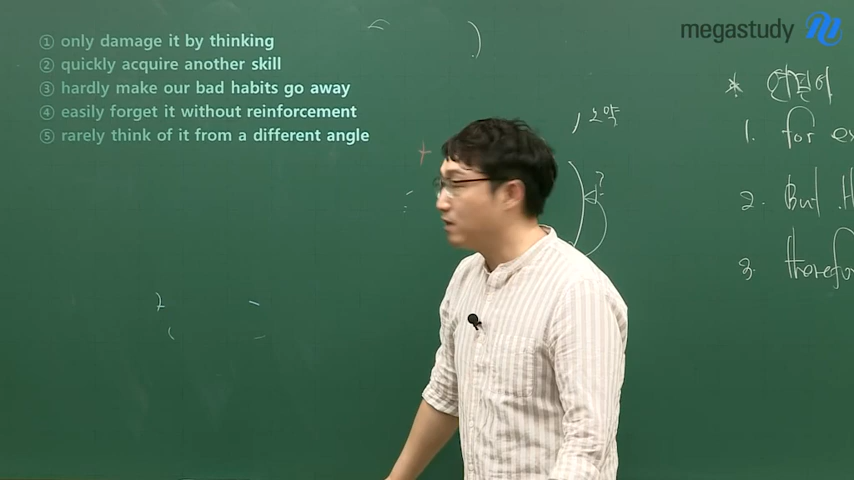 megastudy
① only damage it by thinking
② quickly acquire another skill
③ hardly make our bad habits go away
④ easily forget it without reinforcement
⑤ rarely think of it from a different angle
1. for ex
2. But th
3. therefor